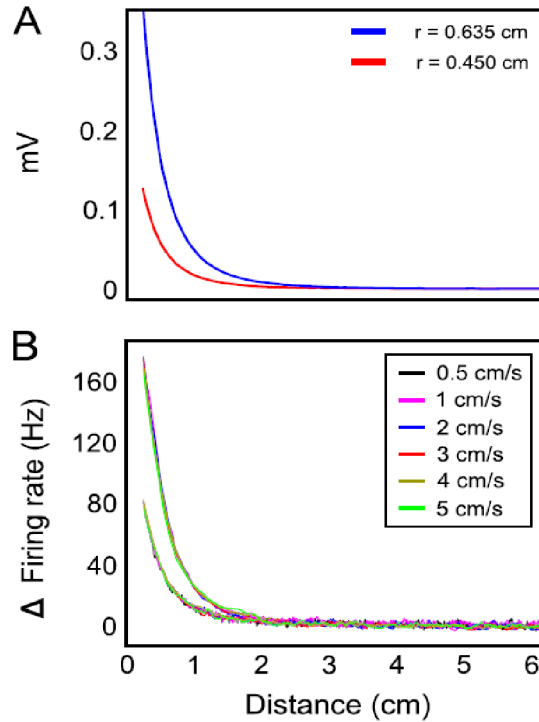 A
mV
0.3
0.2
0.1
0
r = 0.635 cm
r = 0.450 cm
B
Δ Firing rate (Hz)
160
120
80
40
0
0.5 cm/s
1 cm/s
2 cm/s
3 cm/s
4 cm/s
5 cm/s
0 1 2 3 4 5 6
Distance (cm)